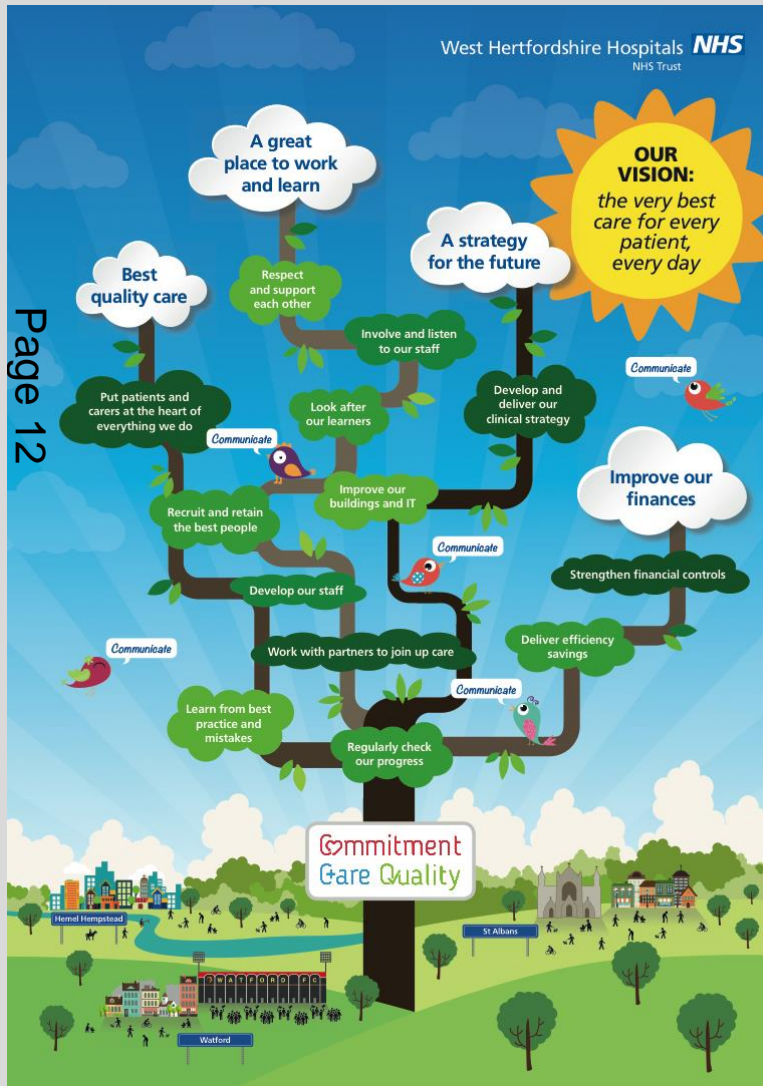 West Hertfordshire Hospitals NHS
NHS Trust
A great
place to work
and learn
OUR
VISION:
the very best
care for every
patient,
every day
A strategy
for the future
Best
quality care
Respect
and support
each other
Involve and listen
to our staff
Page 12
Communicate
Put patients and
carers at the heart of
everything we do
Look after
our learners
Develop and
deliver our
clinical strategy
Communicate
Improve our
finances
Recruit and retain
the best people
Improve our
buildings and IT
Communicate
Strengthen financial controls
Develop our staff
Communicate
Work with partners to join up care
Deliver efficiency
savings
Communicate
Learn from best
practice and
mistakes
Regularly check
our progress
Commitment
Care Quality
Hemel Hempstead
St Albans
WATFORD FC
Watford